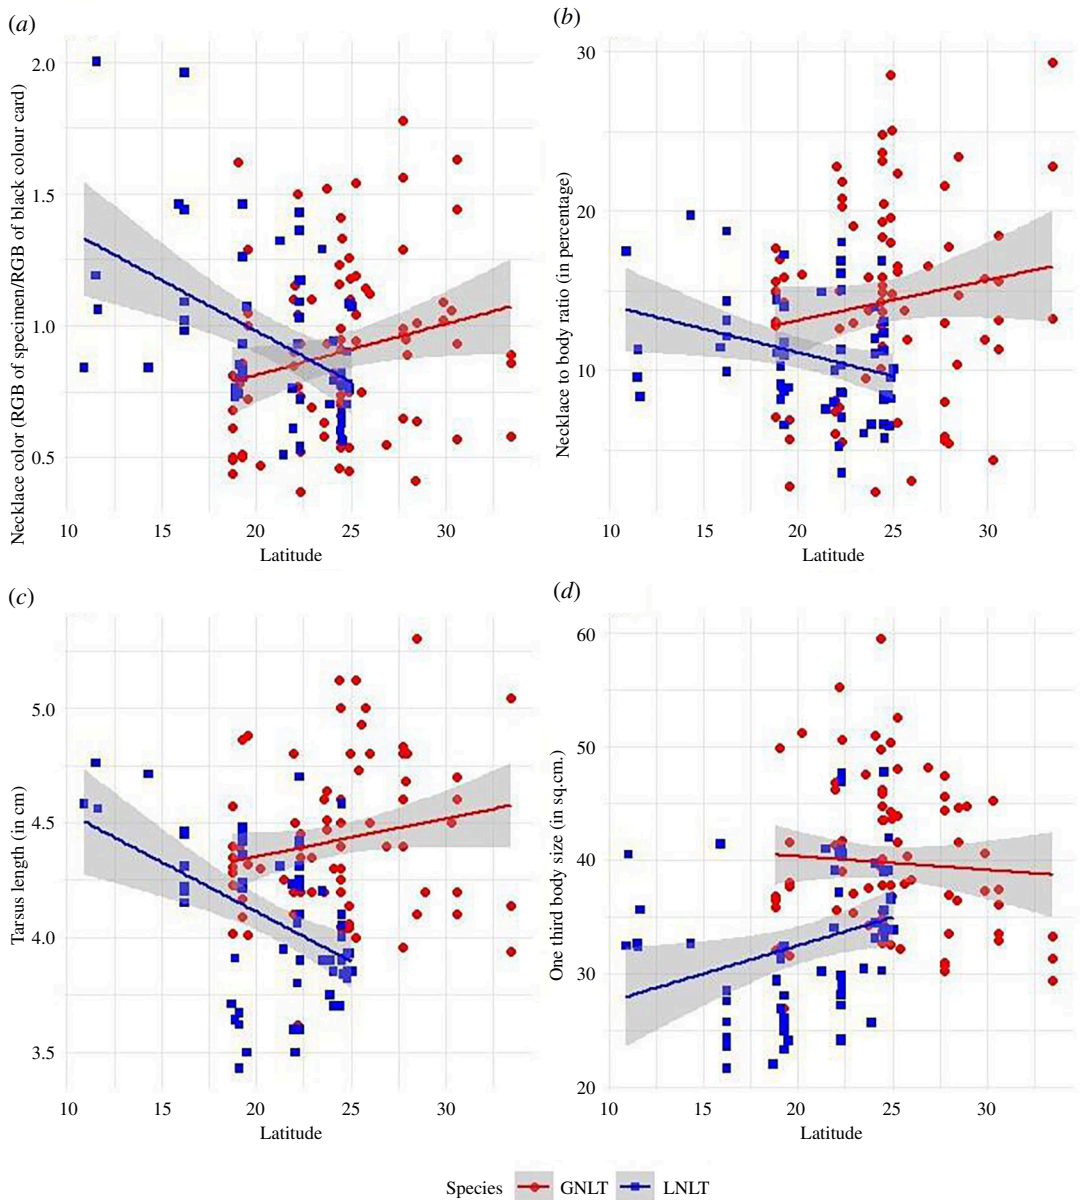 (a)
Necklace color (RGB of specimen/RGB of black colour card)
2.0
1.5
1.0
0.5
10 15 20 25 30
Latitude
(b)
Necklace to body ratio (in percentage)
30
20
10
10 15 20 25 30
Latitude
(c)
Tarsus length (in cm)
5.0
4.5
4.0
3.5
10 15 20 25 30
Latitude
(d)
One third body size (in sq.cm.)
60
50
40
30
20
10 15 20 25 30
Latitude
Species GNLT LNLT